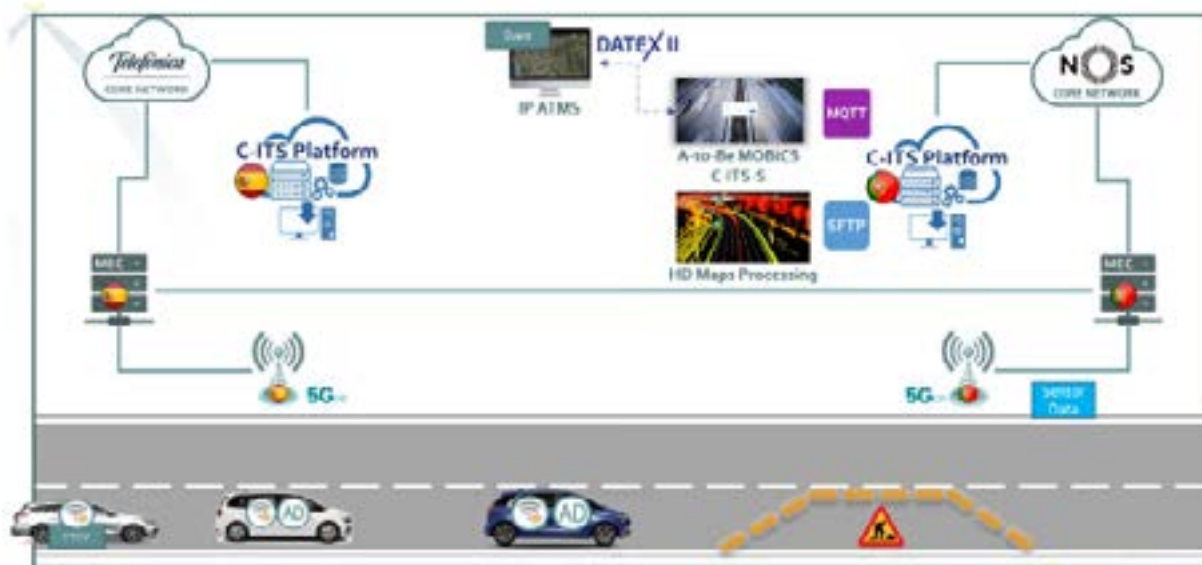 Telefónica
CORE NETWORK
DATEX II
IP ATMS
NOS
CORE NETWORK
C-ITS Platform
MQTT
A-to-Be MOBICS
C-ITS-S
C-ITS Platform
SFTP
HD Maps Processing
MEC
MEC
5G
5G
Sensor
Data
AD
AD